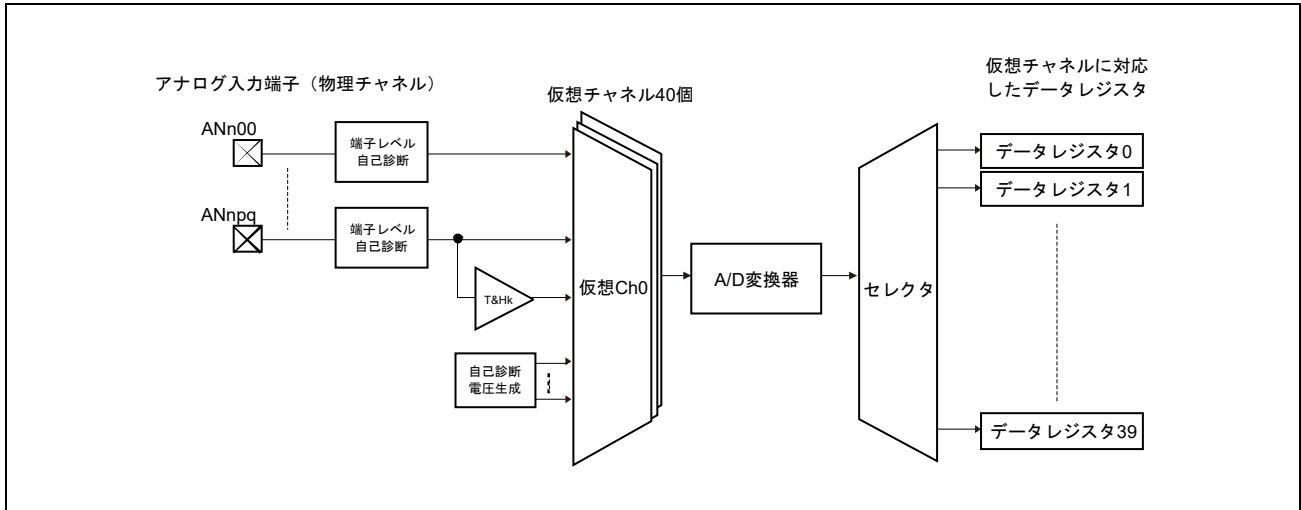 アナログ入力端子（物理チャネル）
ANn00
端子レベル
自己診断
ANnpq
端子レベル
自己診断
T&Hk
自己診断
電圧生成
仮想チャネル40個
仮想Ch0
A/D変換器
セレクタ
仮想チャネルに対応
したデータレジスタ
データレジスタ0
データレジスタ1
データレジスタ39